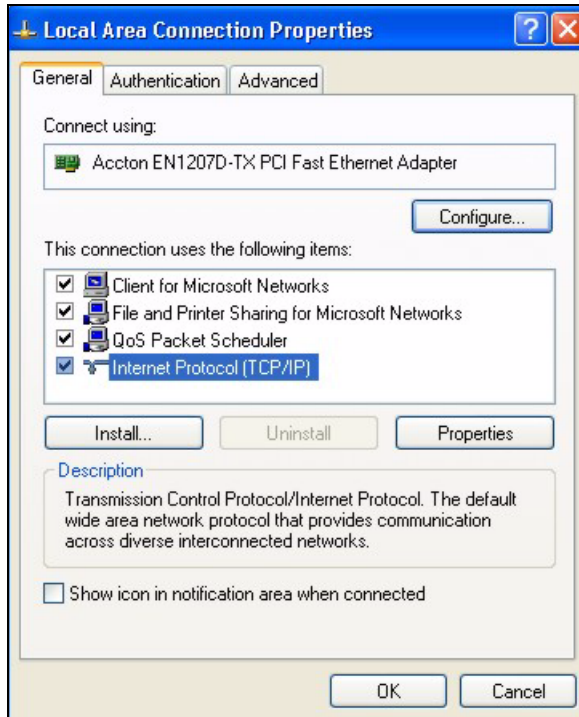 Local Area Connection Properties
General Authentication Advanced
Connect using:
Accton EN1207D-TX PCI Fast Ethernet Adapter
Configure...
This connection uses the following items:
Client for Microsoft Networks
File and Printer Sharing for Microsoft Networks
QoS Packet Scheduler
Internet Protocol (TCP/IP)
Install... Uninstall Properties
Description
Transmission Control Protocol/Internet Protocol. The default
wide area network protocol that provides communication
across diverse interconnected networks.
Show icon in notification area when connected
OK Cancel